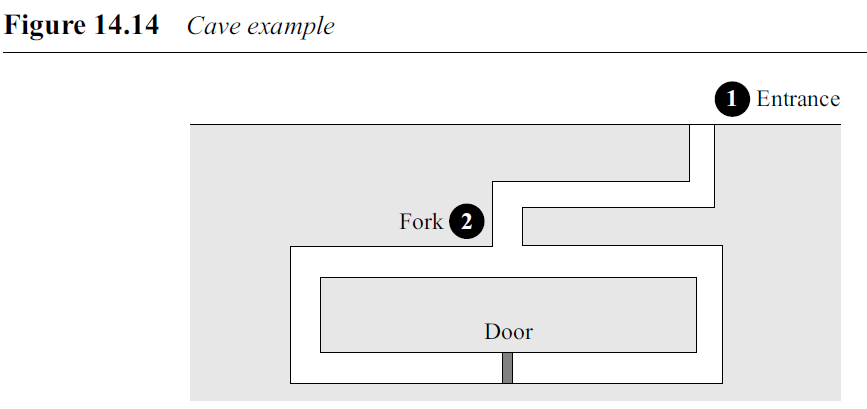 Figure 14.14 Cave example
1 Entrance
Fork 2
Door